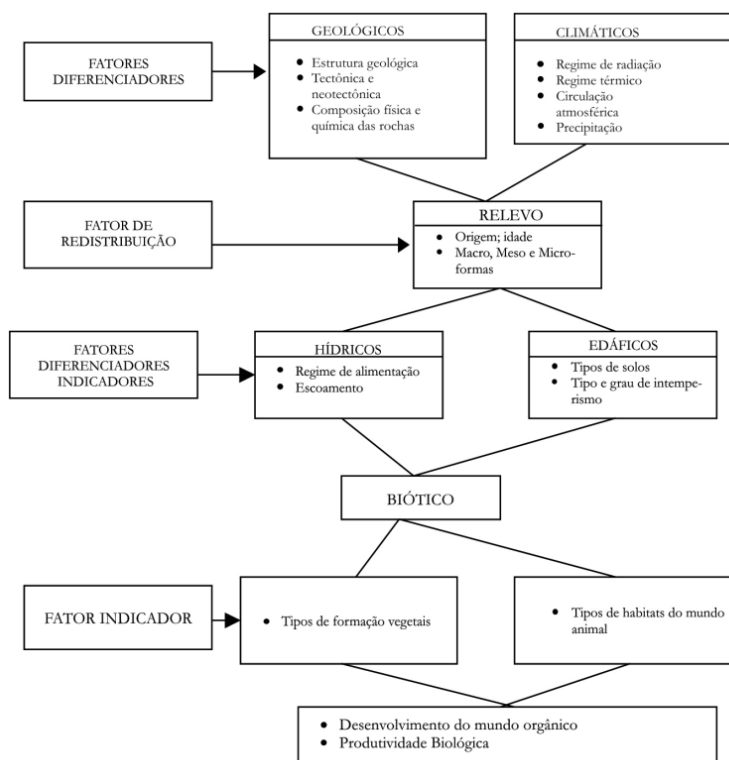 GEOLÓGICOS
• Estrutura geológica
• Tectônica e
neotectônica
• Composição física e
química das rochas
CLIMÁTICOS
• Regime de radiação
• Regime térmico
• Circulação
atmosférica
• Precipitação
FATORES
DIFERENCIADORES
RELEVO
• Origem; idade
• Macro, Meso e Micro-
formas
FATOR DE
REDISTRIBUIÇÃO
FATORES
DIFERENCIADORES
INDICADORES
HÍDRICOS
• Regime de alimentação
• Escoamento
EDÁFICOS
• Tipos de solos
• Tipo e grau de intempe-
rismo
BIÓTICO
FATOR INDICADOR
• Tipos de formação vegetais
• Tipos de habitats do mundo
animal
• Desenvolvimento do mundo orgânico
• Produtividade Biológica